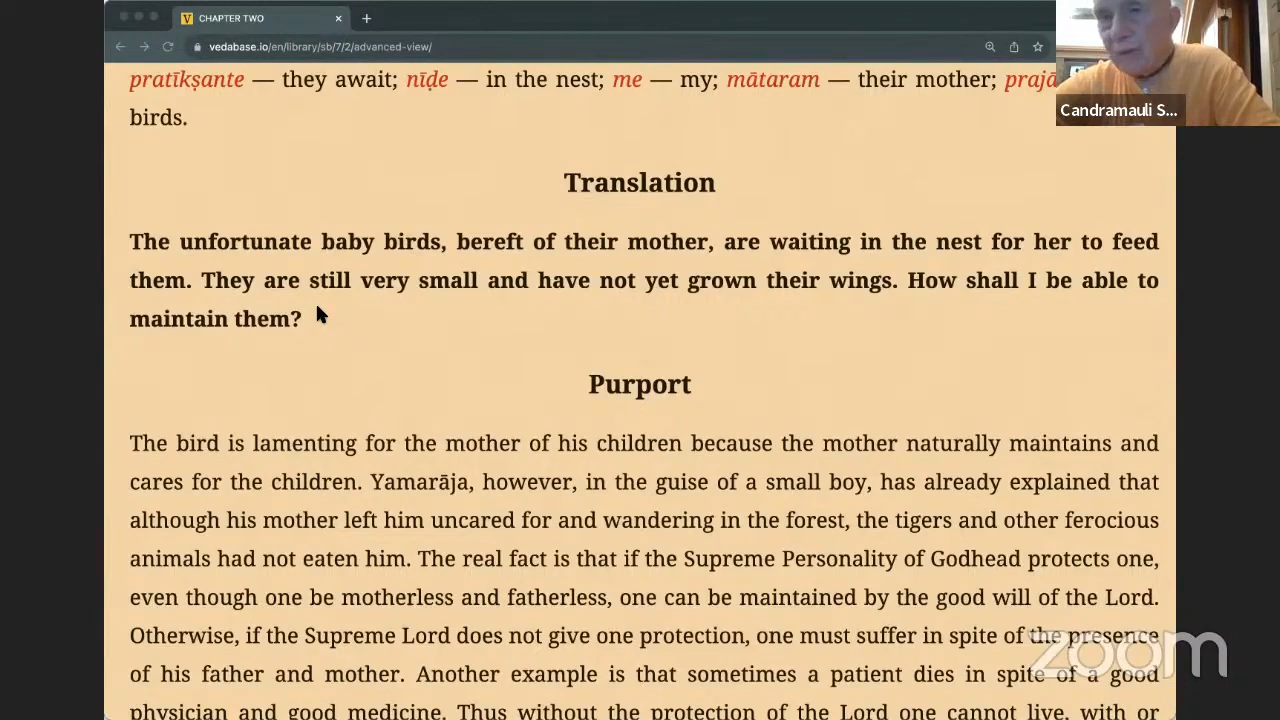 CHAPTER TWO
vedabase.io/en/library/sb/7/2/advanced-view/
pratīkṣante — they await; nīḍe — in the nest; me — my; mātaram — their mother;
Candramauli S...
birds.
Translation
The unfortunate baby birds, bereft of their mother, are waiting in the nest for her to feed
them. They are still very small and have not yet grown their wings. How shall I be able to
maintain them?
Purport
The bird is lamenting for the mother of his children because the mother naturally maintains and
cares for the children. Yamarāja, however, in the guise of a small boy, has already explained that
although his mother left him uncared for and wandering in the forest, the tigers and other ferocious
animals had not eaten him. The real fact is that if the Supreme Personality of Godhead protects one,
even though one be motherless and fatherless, one can be maintained by the good will of the Lord.
Otherwise, if the Supreme Lord does not give one protection, one must suffer in spite of the presence
of his father and mother. Another example is that sometimes a patient dies in spite of a good
physician and good medicine. Thus without the protection of the Lord one cannot live, with or
zoom